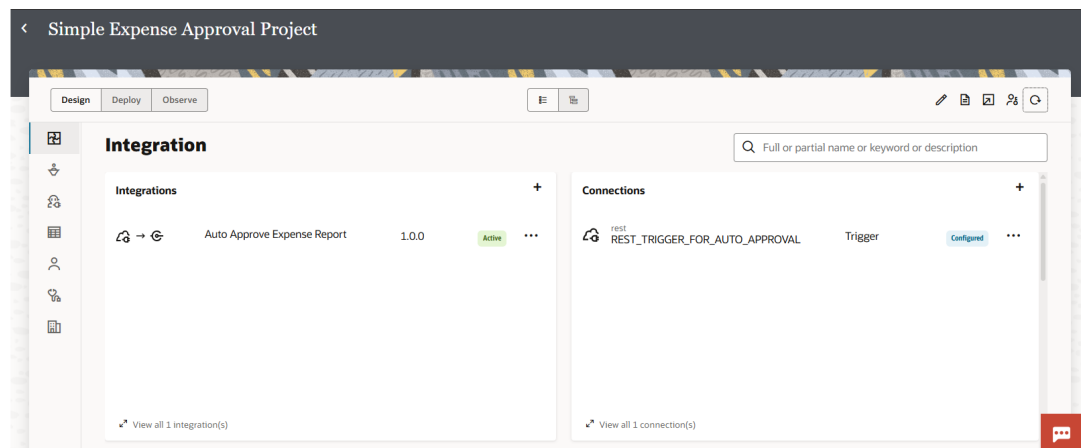 Simple Expense Approval Project
Design Deploy Observe
Integration
Full or partial name or keyword or description
Integrations +
Auto Approve Expense Report 1.0.0 Active
View all 1 integration(s)
Connections +
rest
REST_TRIGGER_FOR_AUTO_APPROVAL Trigger Configured
View all 1 connection(s)